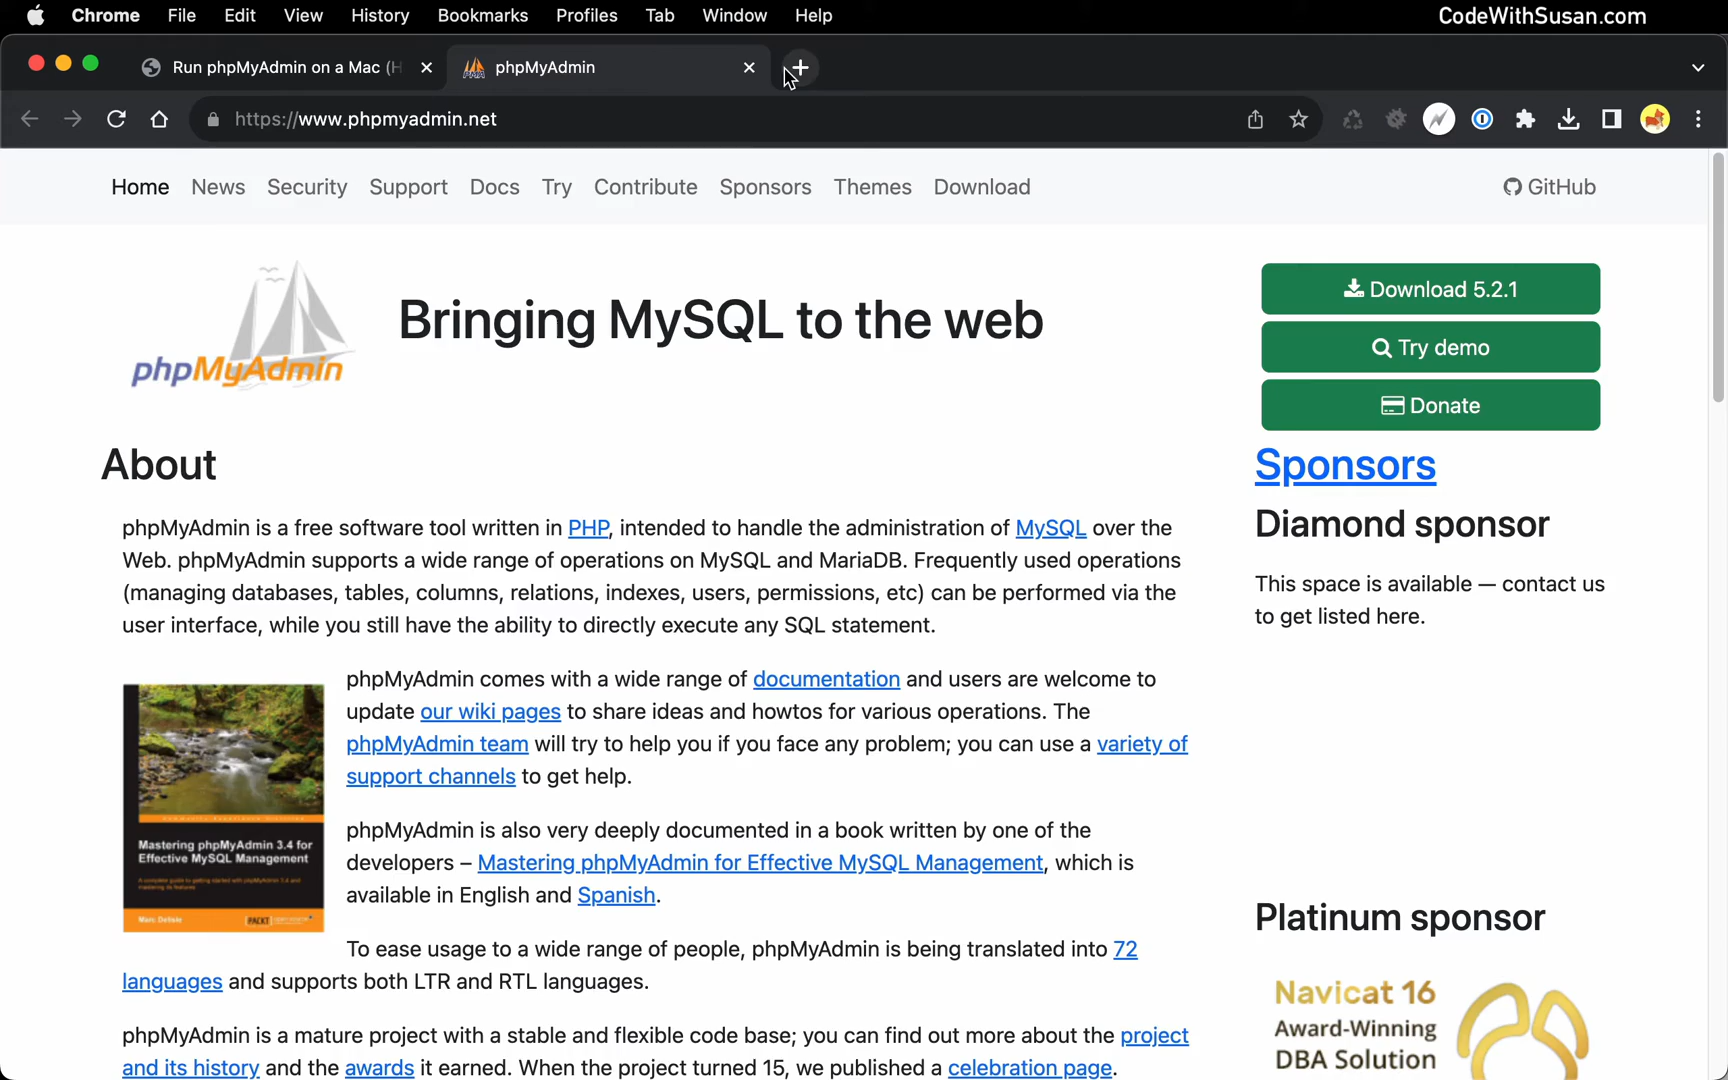 Chrome File Edit View History Bookmarks Profiles Tab Window Help CodeWithSusan.com
Run phpMyAdmin on a Mac (H phpMyAdmin
https://www.phpmyadmin.net
Home News Security Support Docs Try Contribute Sponsors Themes Download GitHub
phpMyAdmin
Bringing MySQL to the web
Download 5.2.1
Try demo
Donate
About
phpMyAdmin is a free software tool written in PHP, intended to handle the administration of MySQL over the
Web. phpMyAdmin supports a wide range of operations on MySQL and MariaDB. Frequently used operations
(managing databases, tables, columns, relations, indexes, users, permissions, etc) can be performed via the
user interface, while you still have the ability to directly execute any SQL statement.
Mastering phpMyAdmin 3.4 for
Effective MySQL Management
Marc Delisle
PACKT
phpMyAdmin comes with a wide range of documentation and users are welcome to
update our wiki pages to share ideas and howtos for various operations. The
phpMyAdmin team will try to help you if you face any problem; you can use a variety of
support channels to get help.
phpMyAdmin is also very deeply documented in a book written by one of the
developers – Mastering phpMyAdmin for Effective MySQL Management, which is
available in English and Spanish.
To ease usage to a wide range of people, phpMyAdmin is being translated into 72
languages and supports both LTR and RTL languages.
phpMyAdmin is a mature project with a stable and flexible code base; you can find out more about the project
and its history and the awards it earned. When the project turned 15, we published a celebration page.
Sponsors
Diamond sponsor
This space is available — contact us
to get listed here.
Platinum sponsor
Navicat 16
Award-Winning
DBA Solution